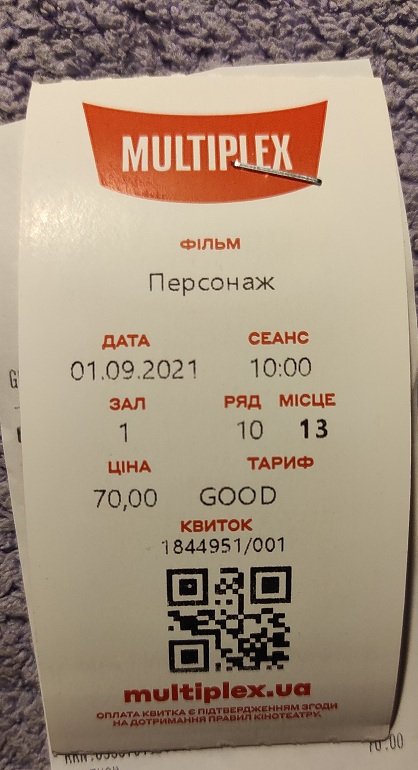 MULTIPLEX
ФІЛЬМ
Персонаж
ДАТА СЕАНС
01.09.2021 10:00
ЗАЛ РЯД МІСЦЕ
1 10 13
ЦІНА ТАРИФ
70,00 GOOD
КВИТОК
1844951/001
multiplex.ua
ОПЛАТА КВИТКА Є ПІДТВЕРДЖЕННЯМ ЗГОДИ
НА ДОТРИМАННЯ ПРАВИЛ КІНОТЕАТРУ.